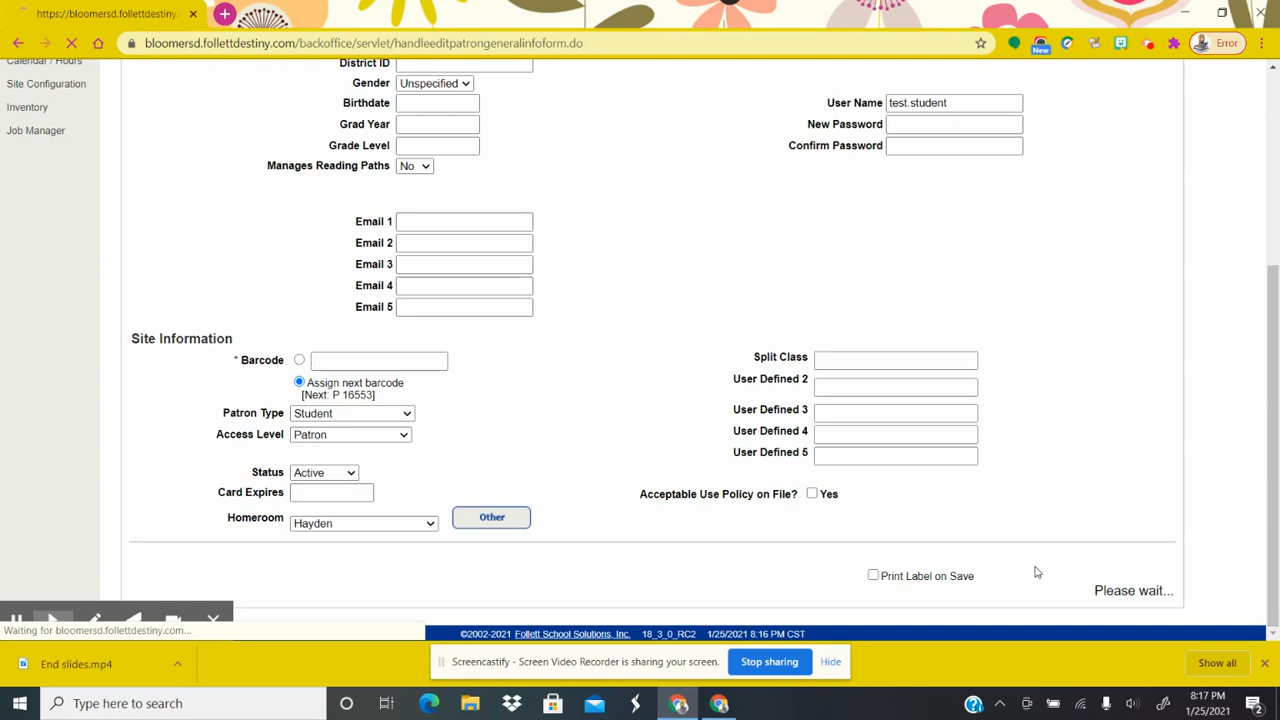 https://bloomersd.follettdestiny.
bloomersd.follettdestiny.com/backoffice/servlet/handleeditpatrongeneralinfoform.do
New
Error
Calendar / Hours
Site Configuration
Inventory
Job Manager
District ID
Gender Unspecified
Birthdate
User Name test.student
Grad Year
New Password
Grade Level
Confirm Password
Manages Reading Paths No
Email 1
Email 2
Email 3
Email 4
Email 5
Site Information
* Barcode
Split Class
Assign next barcode
User Defined 2
[Next: P 16553]
Patron Type Student
User Defined 3
Access Level Patron
User Defined 4
User Defined 5
Status Active
Card Expires
Acceptable Use Policy on File? Yes
Homeroom Hayden
Other
Print Label on Save
Please wait...
Waiting for bloomersd.follettdestiny.com...
©2002-2021 Follett School Solutions, Inc. 18_3_0_RC2 1/25/2021 8:16 PM CST
End slides.mp4
Screencastify - Screen Video Recorder is sharing your screen. Stop sharing Hide
Show all
Type here to search
8:17 PM
1/25/2021
2